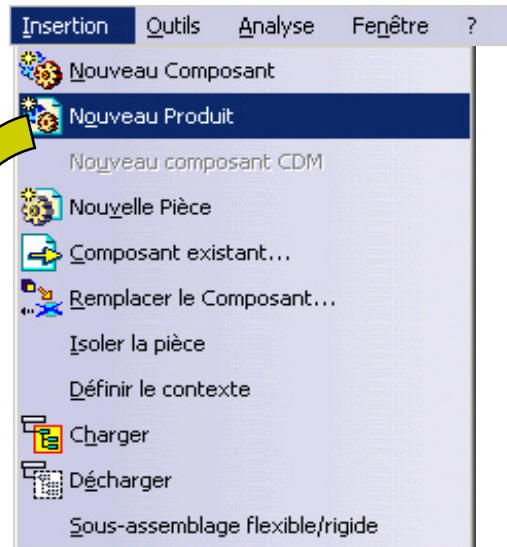 Insertion Outils Analyse Fenêtre ?
Nouveau Composant
Nouveau Produit
Nouveau composant CDM
Nouvelle Pièce
Composant existant...
Remplacer le Composant...
Isoler la pièce
Définir le contexte
Charger
Décharger
Sous-assemblage flexible/rigide